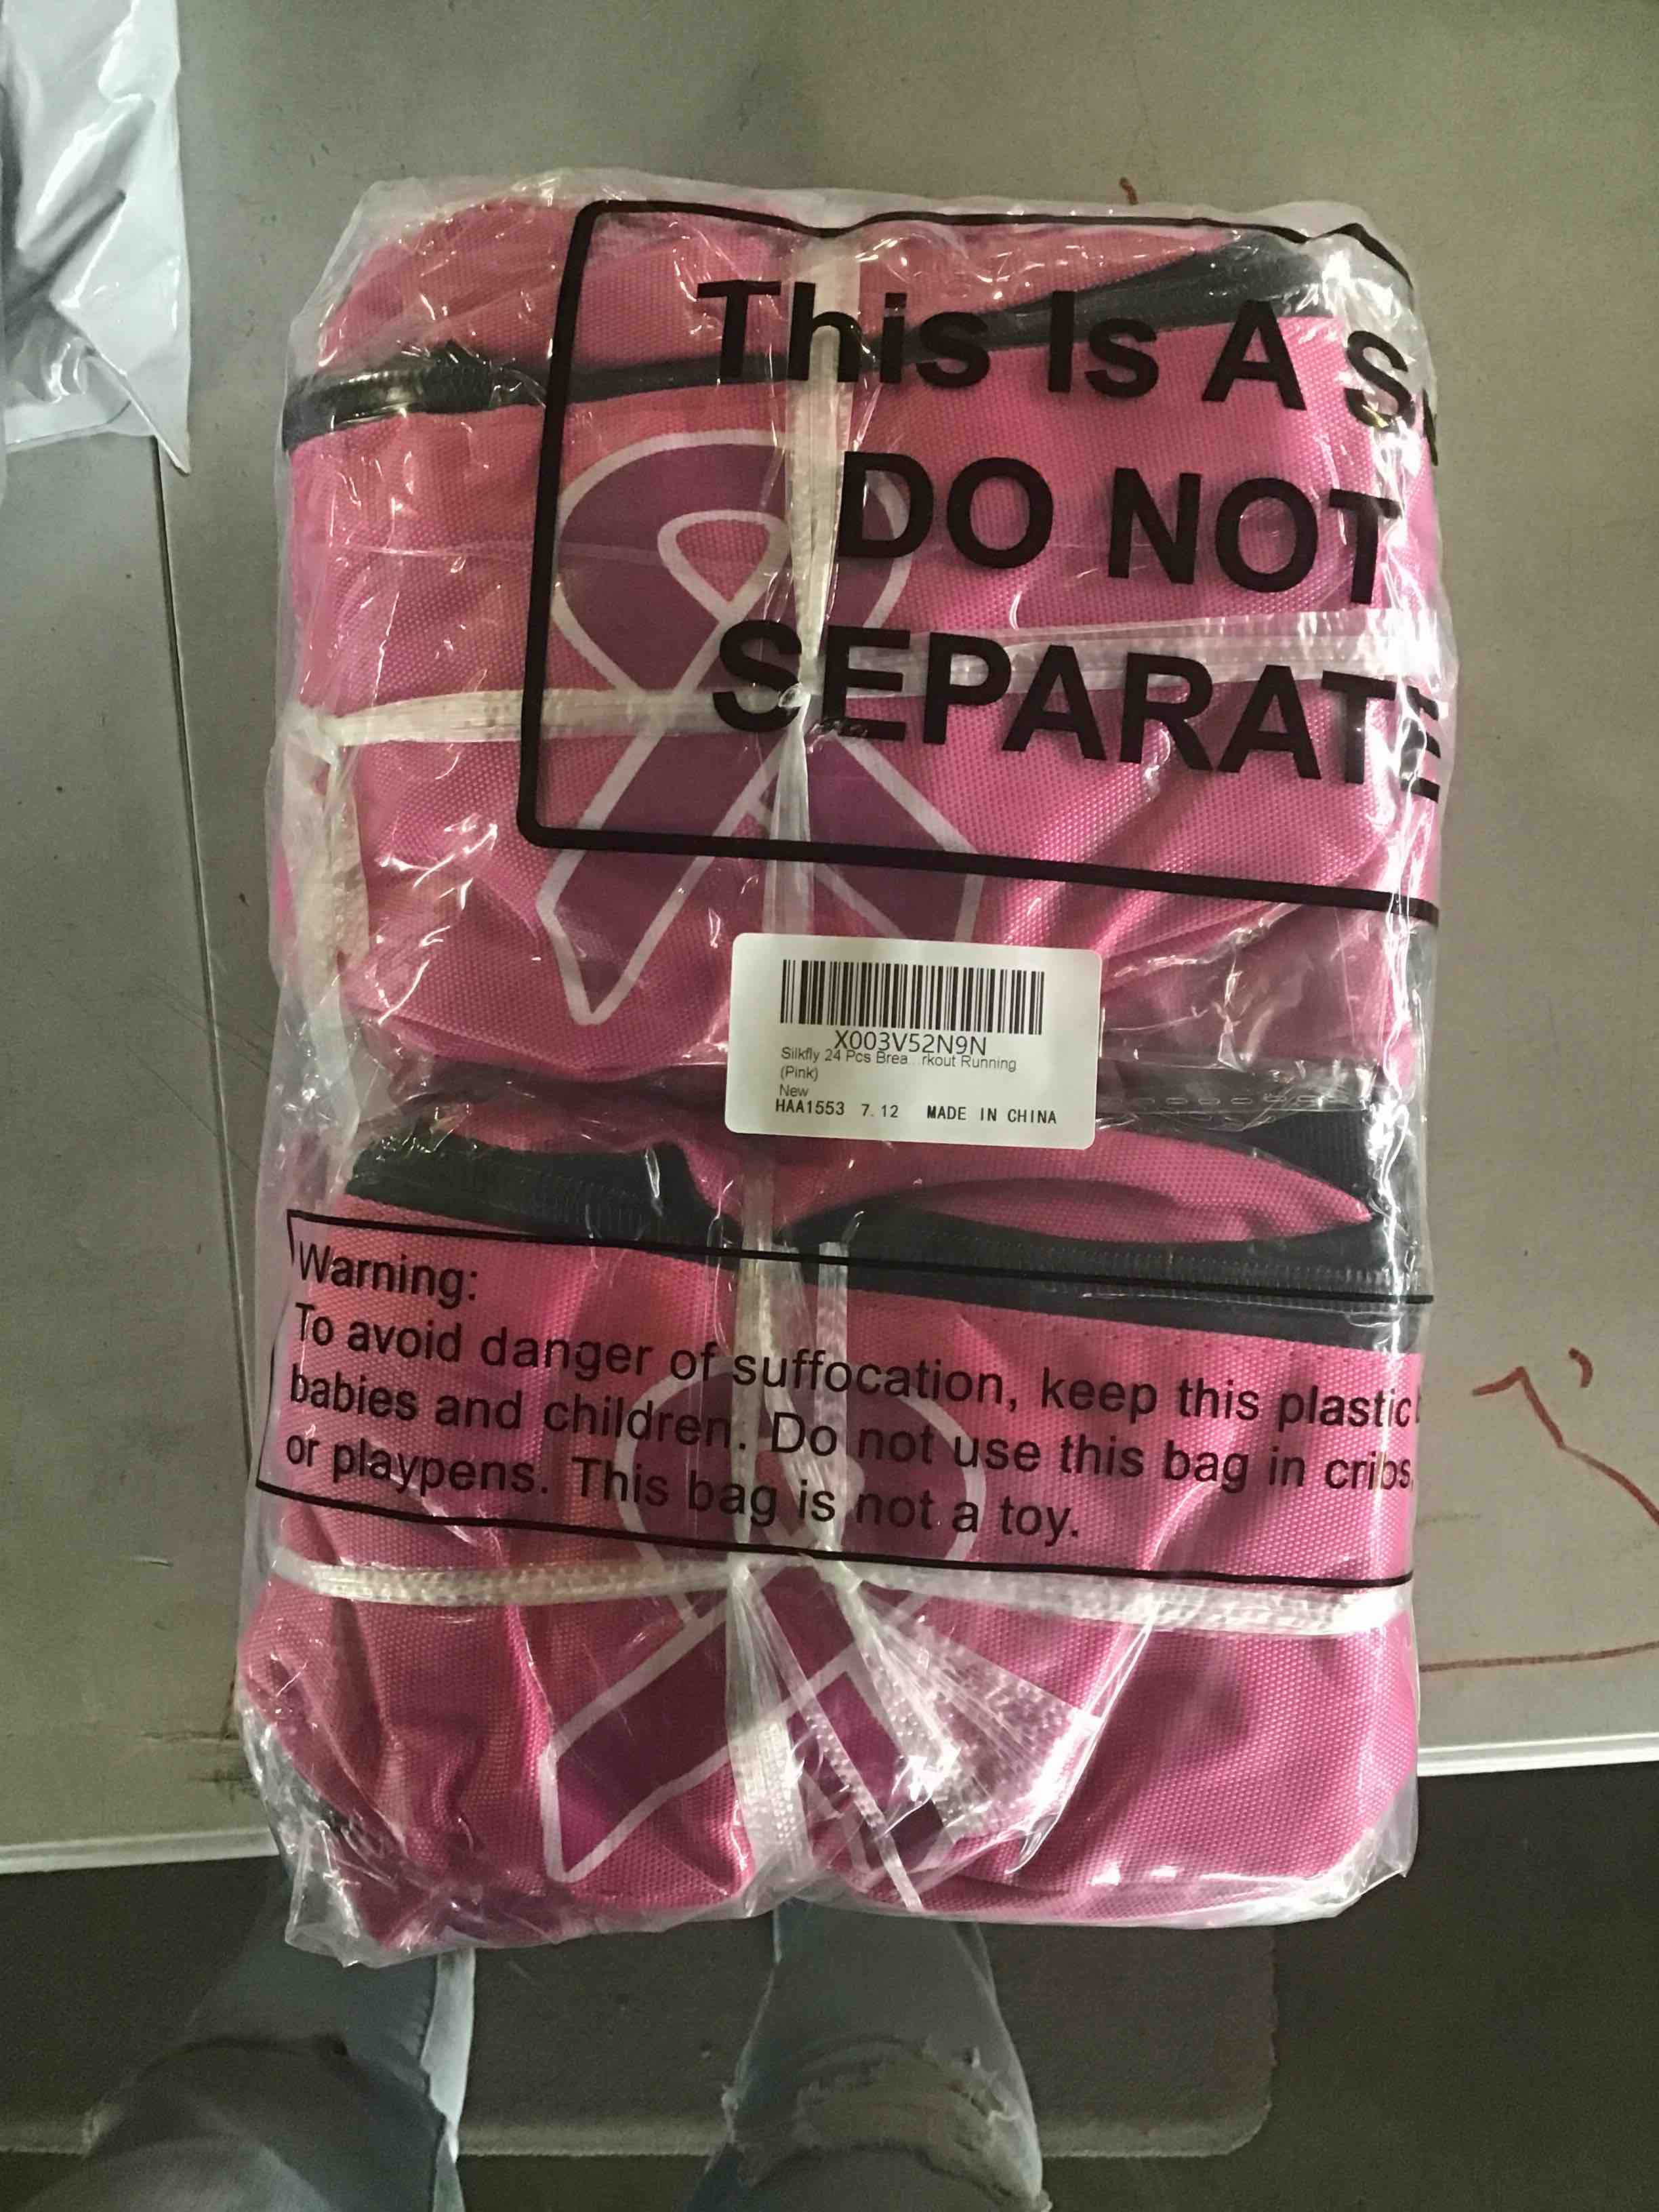 This Is A
DO NOT
SEPARATE
X003V52N9N
Silkfly 24 Pcs Brea...rkout Running
(Pink)
New
HAA1553 7.12 MADE IN CHINA
Warning:
To avoid danger of suffocation, keep this plastic
babies and children. Do not use this bag in cribs
or playpens. This bag is not a toy.